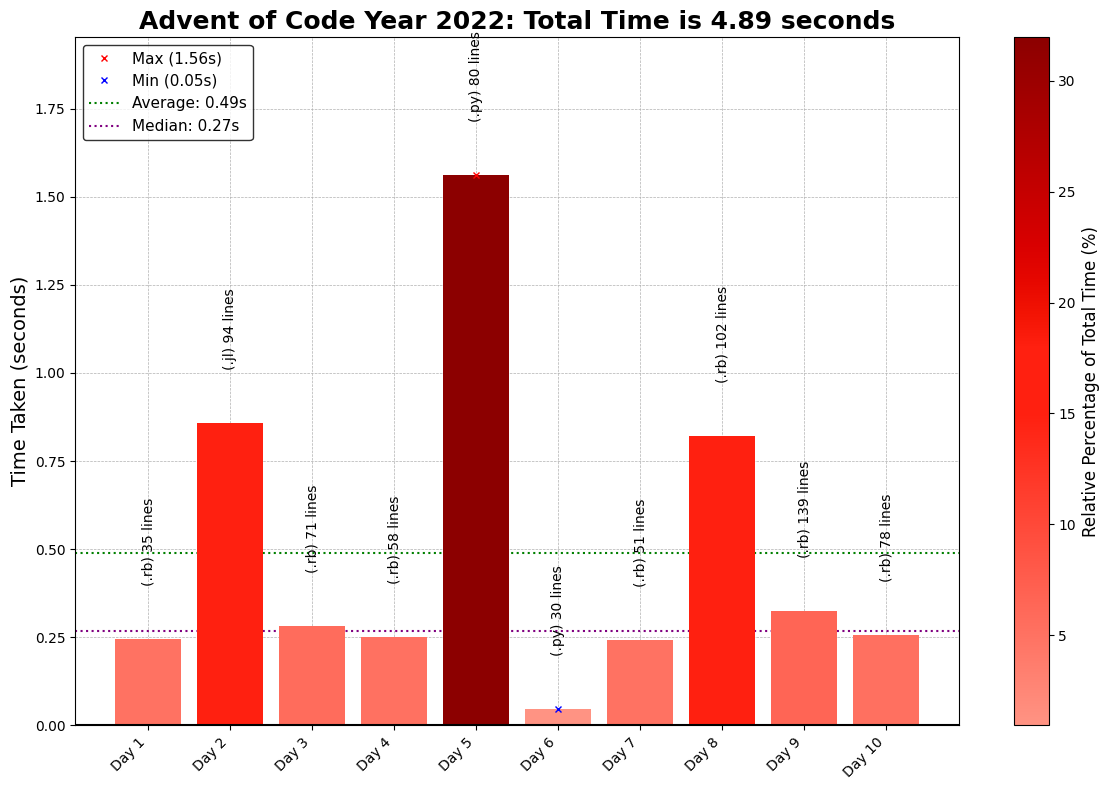 Advent of Code Year 2022: Total Time is 4.89 seconds
Max (1.56s)
Min (0.05s)
Average: 0.49s
Median: 0.27s
Time Taken (seconds)
1.75
1.50
1.25
1.00
0.75
0.50
0.25
0.00
(.rb) 35 lines
(.jl) 94 lines
(.rb) 71 lines
(.rb) 58 lines
(.py) 80 lines
(.py) 30 lines
(.rb) 51 lines
(.rb) 102 lines
(.rb) 139 lines
(.rb) 78 lines
Day 1
Day 2
Day 3
Day 4
Day 5
Day 6
Day 7
Day 8
Day 9
Day 10
30
25
20
15
10
5
Relative Percentage of Total Time (%)